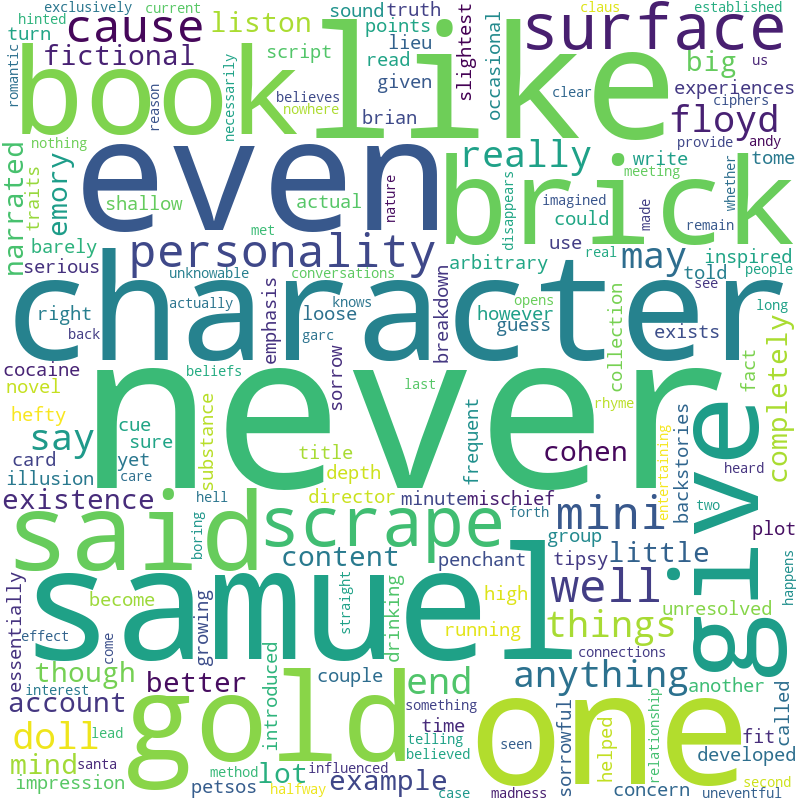 exclusively
current
hinted
turn
cause
liston
sound
truth
points
lieu
script
read
given
slightest
occasional
surface
claus
established
us
romantic
fictional
book
like
big
experiences
reason
necessarily
believes
nowhere
brian
clear
floyd
ciphers
provide
andy
nothing
even
really
write
tome
brick
meeting
whether
narrated
traits
emory
shallow
actual
nature
disappears
imagined
could
made
remain
barely
serious
met
personality
use
real
arbitrary
may
told
inspired
people
see
long
unknowable
conversations
breakdown
right
back
actually
knows
loose
garc
emphasis
opens
however
guess
collection
exists
character
cocaine
novel
hefty
beliefs
sorrow
last
never
rhyme
fact
completely
say
cue
sure
yet
card
care
substance
title
depth
frequent
cohen
give
heard
illusion
existence
hell
director
minute
mischief
entertaining
backstories
two
plot
said
boring
scrape
forth
mini
group
content
penchant
tipsy
little
happens
essentially
samuel
well
become
growing
straight
drinking
high
running
things
unresolved
effect
come
connections
though
interest
account
better
introduced
couple
end
something
anything
relationship
another
doll
lead
gold
time
one
called
fit
developed
mind
santa
telling
believed
seen
sorrowful
helped
impression
method
petsos
lot
influenced
halfway
example
case
madness
concern
second
uneventful